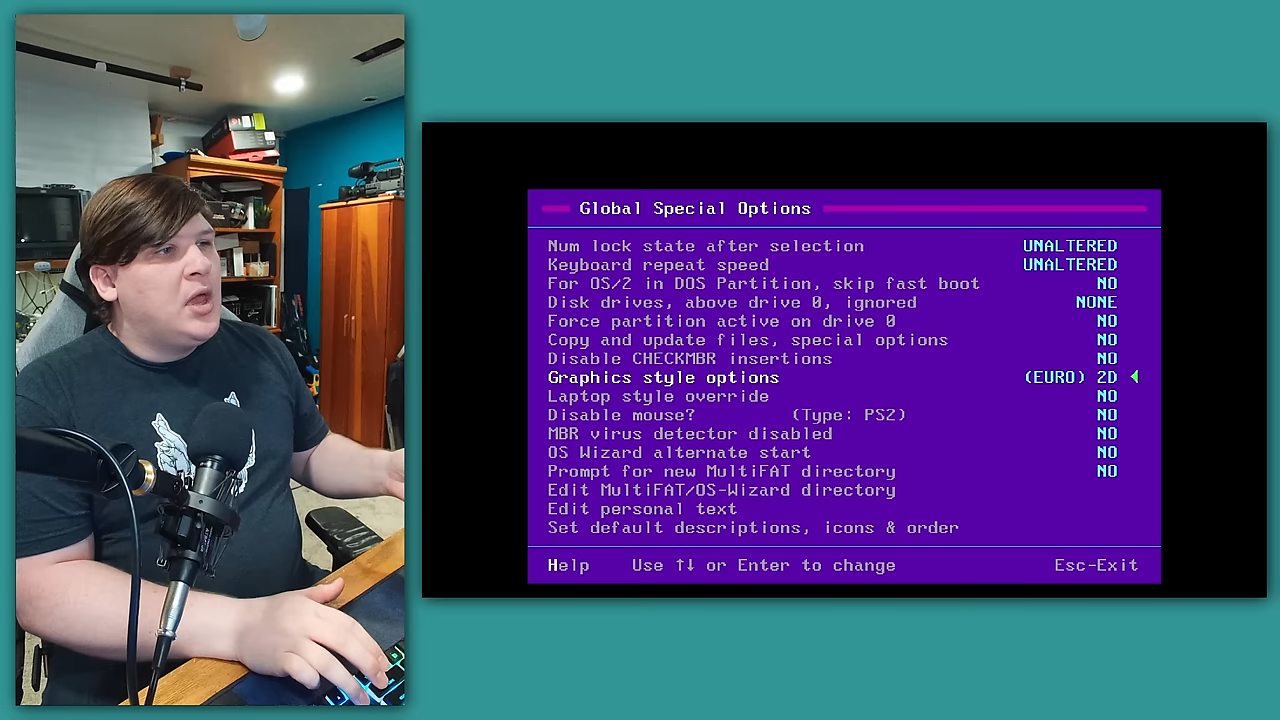 Global Special Options
Num lock state after selection UNALTERED
Keyboard repeat speed UNALTERED
For OS/2 in DOS Partition, skip fast boot NO
Disk drives, above drive 0, ignored NONE
Force partition active on drive 0 NO
Copy and update files, special options NO
Disable CHECKMBR insertions NO
Graphics style options (EURO) 2D
Laptop style override NO
Disable mouse? (Type: PS2) NO
MBR virus detector disabled NO
OS Wizard alternate start NO
Prompt for new MultiFAT directory NO
Edit MultiFAT/OS-Wizard directory
Edit personal text
Set default descriptions, icons & order
Help Use ↑↓ or Enter to change Esc-Exit